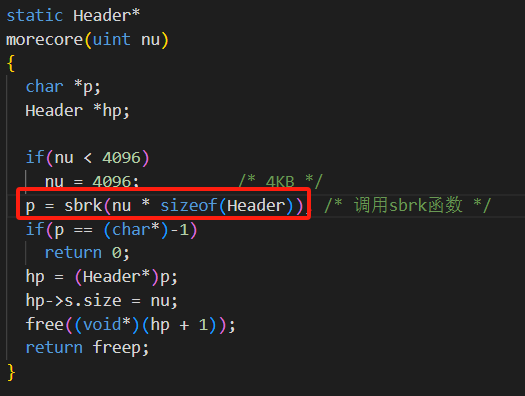 static Header*
morecore(uint nu)
{
  char *p;
  Header *hp;

  if(nu < 4096)
    nu = 4096;          /* 4KB */
  p = sbrk(nu * sizeof(Header)); /* 调用sbrk函数 */
  if(p == (char*)-1)
    return 0;
  hp = (Header*)p;
  hp->s.size = nu;
  free((void*)(hp + 1));
  return freep;
}